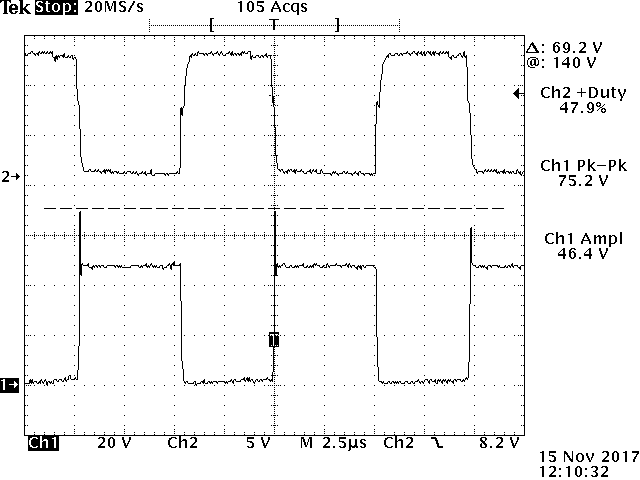 Tek Stop: 20MS/s 105 Acqs
[ T ]
Δ: 69.2 V
@: 140 V
Ch2 +Duty
47.9%
2→
Ch1 Pk−Pk
75.2 V
Ch1 Ampl
46.4 V
T
1→
Ch1 20 V Ch2 5 V M 2.5µs Ch2 8.2 V
15 Nov 2017
12:10:32